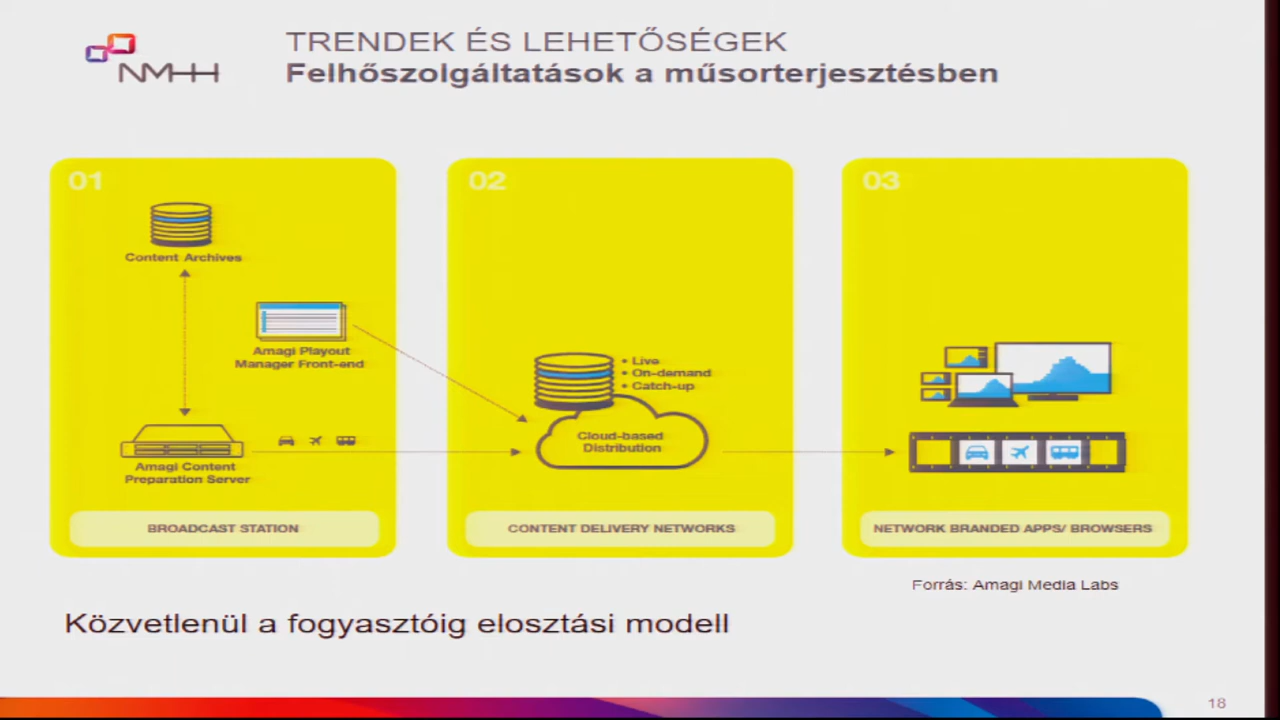 NMHH
TRENDEK ÉS LEHETŐSÉGEK
Felhőszolgáltatások a műsorterjesztésben
01
Content Archives
Amagi Playout
Manager Front-end
Amagi Content
Preparation Server
BROADCAST STATION
02
• Live
• On-demand
• Catch-up
Cloud-based
Distribution
CONTENT DELIVERY NETWORKS
03
NETWORK BRANDED APPS/ BROWSERS
Forrás: Amagi Media Labs
Közvetlenül a fogyasztóig elosztási modell
18